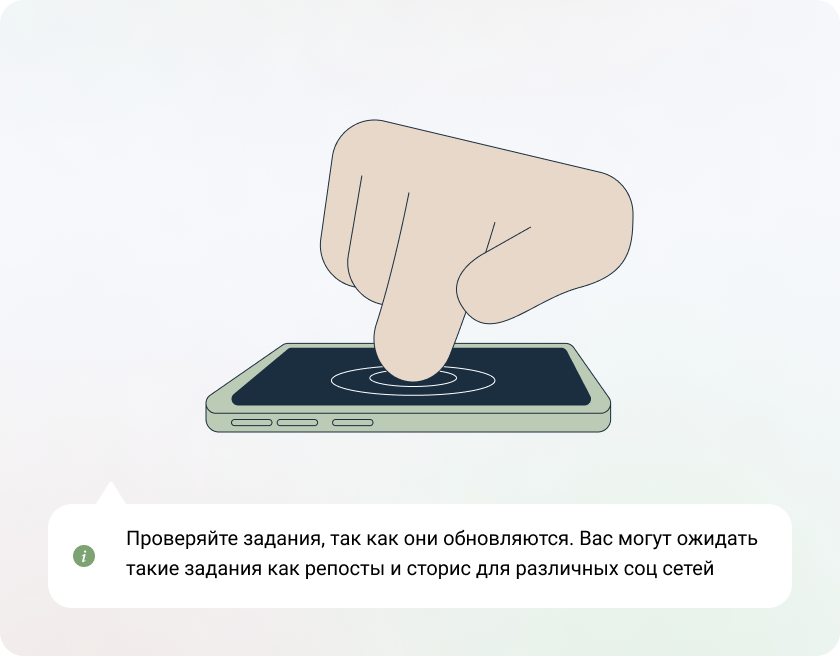 Проверяйте задания, так как они обновляются. Вас могут ожидать
такие задания как репосты и сторис для различных соц сетей